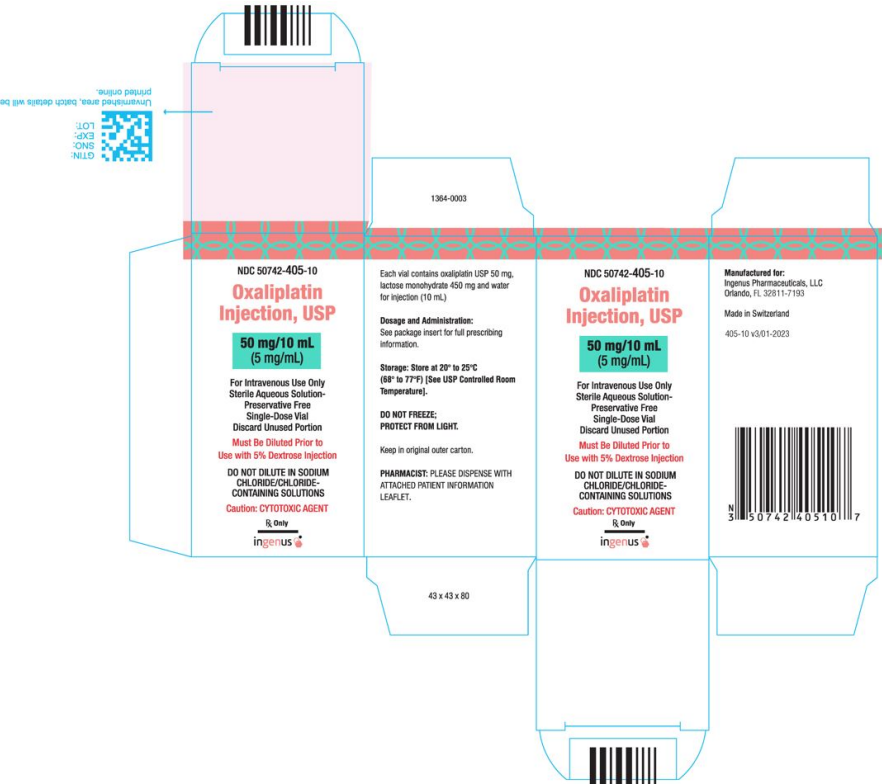 Unvarnished area, batch details will be
printed online.
GTIN:
SNO:
EXP:
LOT:
1364-0003
NDC 50742-405-10
Oxaliplatin
Injection, USP
50 mg/10 mL
(5 mg/mL)
For Intravenous Use Only
Sterile Aqueous Solution-
Preservative Free
Single-Dose Vial
Discard Unused Portion
Must Be Diluted Prior to
Use with 5% Dextrose Injection
DO NOT DILUTE IN SODIUM
CHLORIDE/CHLORIDE-
CONTAINING SOLUTIONS
Caution: CYTOTOXIC AGENT
℞ Only
ingenus
Each vial contains oxaliplatin USP 50 mg,
lactose monohydrate 450 mg and water
for injection (10 mL)
Dosage and Administration:
See package insert for full prescribing
information.
Storage: Store at 20° to 25°C
(68° to 77°F) [See USP Controlled Room
Temperature].
DO NOT FREEZE;
PROTECT FROM LIGHT.
Keep in original outer carton.
PHARMACIST: PLEASE DISPENSE WITH
ATTACHED PATIENT INFORMATION
LEAFLET.
43 x 43 x 80
NDC 50742-405-10
Oxaliplatin
Injection, USP
50 mg/10 mL
(5 mg/mL)
For Intravenous Use Only
Sterile Aqueous Solution-
Preservative Free
Single-Dose Vial
Discard Unused Portion
Must Be Diluted Prior to
Use with 5% Dextrose Injection
DO NOT DILUTE IN SODIUM
CHLORIDE/CHLORIDE-
CONTAINING SOLUTIONS
Caution: CYTOTOXIC AGENT
℞ Only
ingenus
Manufactured for:
Ingenus Pharmaceuticals, LLC
Orlando, FL 32811-7193
Made in Switzerland
405-10 v3/01-2023
N
3 50742 40510 7